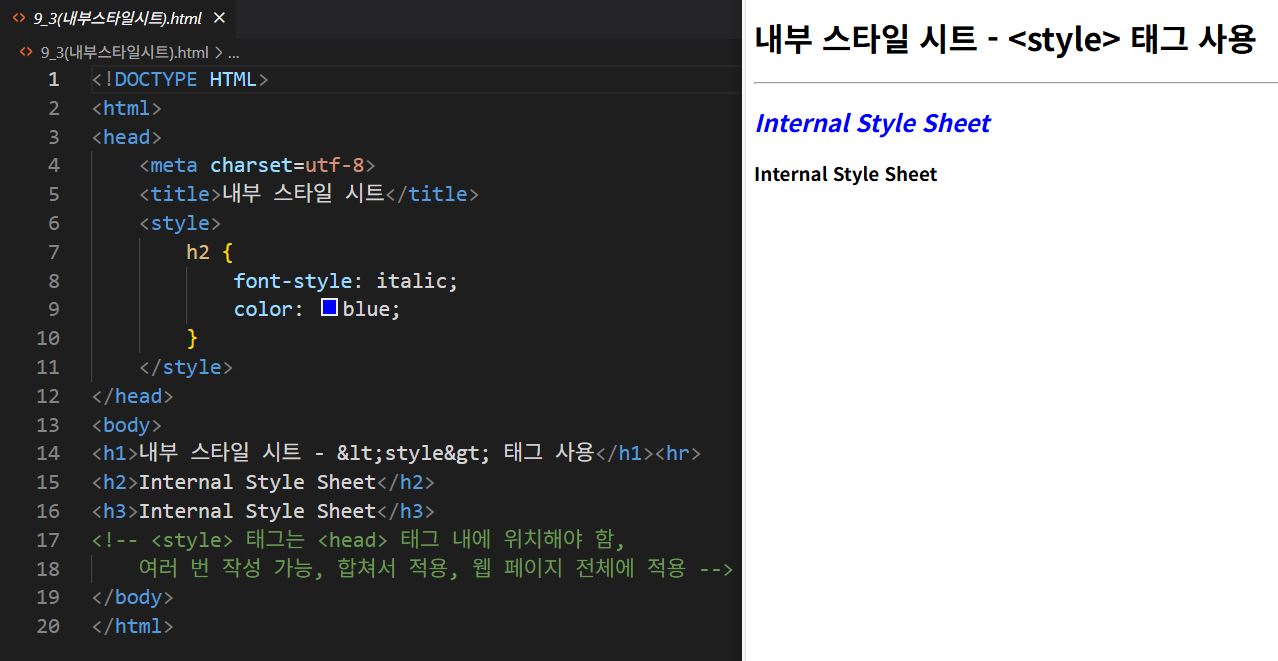 <> 9_3(내부스타일시트).html ×
<> 9_3(내부스타일시트).html > ...
1 <!DOCTYPE HTML>
2 <html>
3 <head>
4 <meta charset=utf-8>
5 <title>내부 스타일 시트</title>
6 <style>
7 h2 {
8 font-style: italic;
9 color: blue;
10 }
11 </style>
12 </head>
13 <body>
14 <h1>내부 스타일 시트 - &lt;style&gt; 태그 사용</h1><hr>
15 <h2>Internal Style Sheet</h2>
16 <h3>Internal Style Sheet</h3>
17 <!-- <style> 태그는 <head> 태그 내에 위치해야 함,
18 여러 번 작성 가능, 합쳐서 적용, 웹 페이지 전체에 적용 -->
19 </body>
20 </html>
내부 스타일 시트 - <style> 태그 사용
Internal Style Sheet
Internal Style Sheet